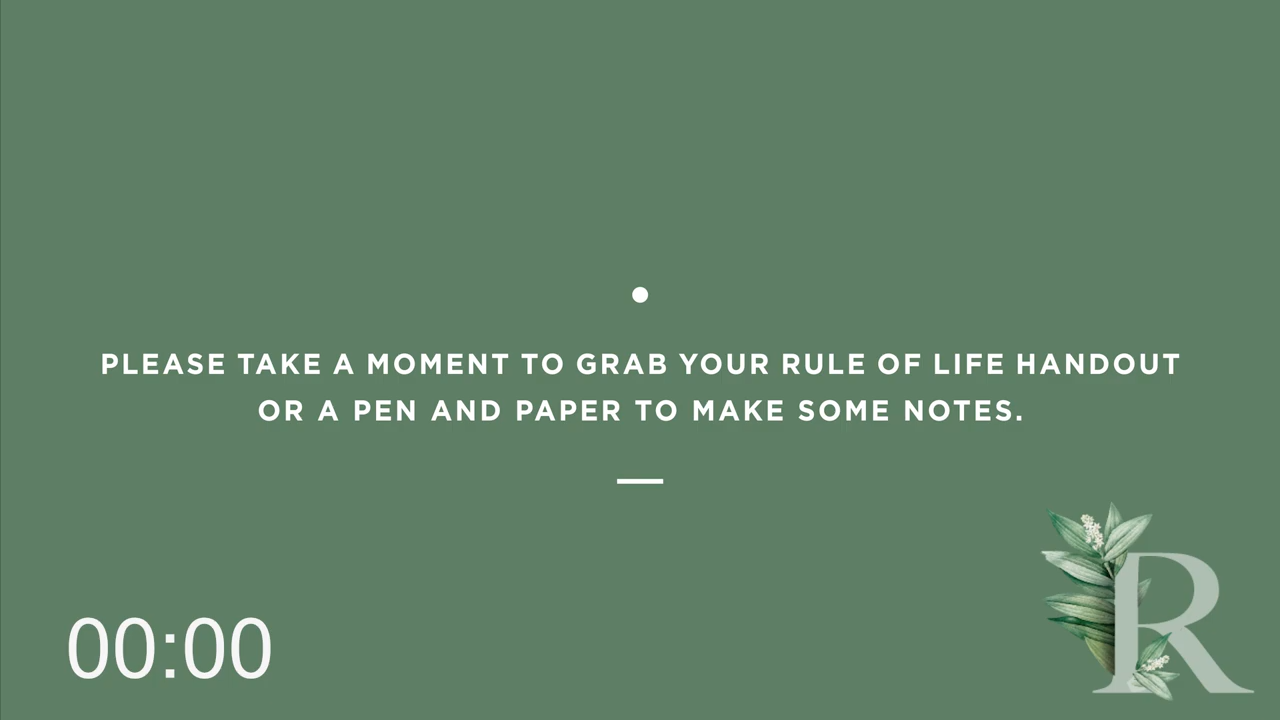 PLEASE TAKE A MOMENT TO GRAB YOUR RULE OF LIFE HANDOUT
OR A PEN AND PAPER TO MAKE SOME NOTES.
00:00
R